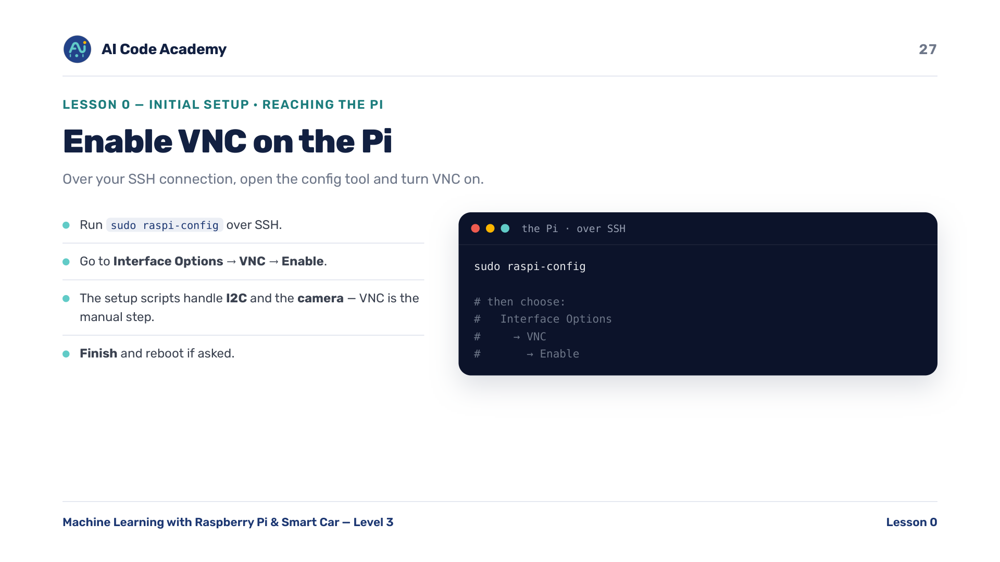 AI Code Academy
27
LESSON 0 — INITIAL SETUP • REACHING THE PI
Enable VNC on the Pi
Over your SSH connection, open the config tool and turn VNC on.
Run sudo raspi-config over SSH.
Go to Interface Options → VNC → Enable.
The setup scripts handle I2C and the camera — VNC is the
manual step.
Finish and reboot if asked.
the Pi · over SSH
sudo raspi-config
# then choose:
#   Interface Options
#     → VNC
#       → Enable
Machine Learning with Raspberry Pi & Smart Car — Level 3
Lesson 0